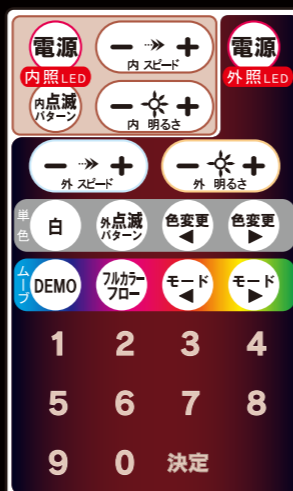 電源
内照LED
− +
内 スピード
電源
外照LED
内点滅
パターン
− +
内 明るさ
− +
外 スピード
− +
外 明るさ
単色
白
外点滅
パターン
色変更
◀
色変更
▶
ムーブ
DEMO
フルカラー
フロー
モード
◀
モード
▶
1 2 3 4
5 6 7 8
9 0 決定